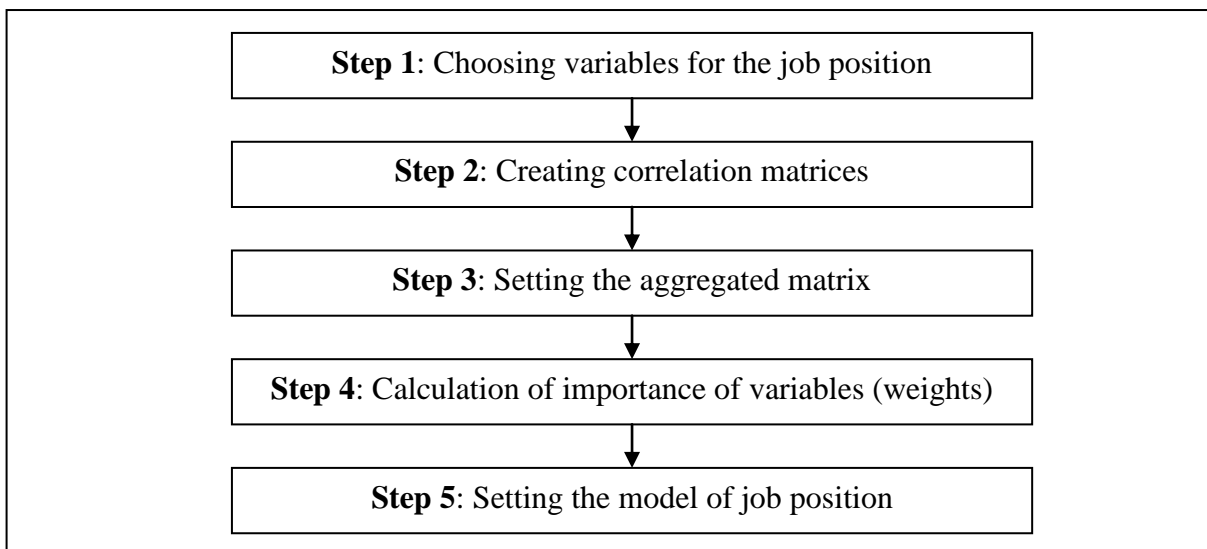 Step 1: Choosing variables for the job position
Step 2: Creating correlation matrices
Step 3: Setting the aggregated matrix
Step 4: Calculation of importance of variables (weights)
Step 5: Setting the model of job position